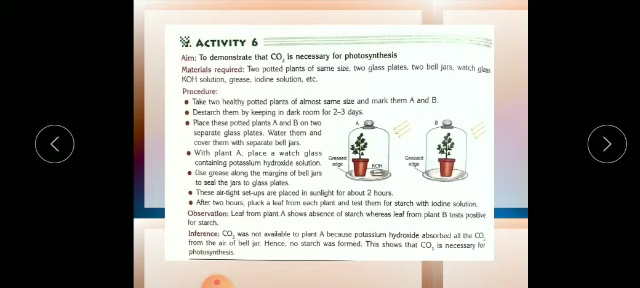 7. ACTIVITY 6
Aim: To demonstrate that CO₂ is necessary for photosynthesis
Materials required: Two potted plants of same size, two glass plates, two bell jars, watch glass
KOH solution, grease, iodine solution, etc.
Procedure:
● Take two healthy potted plants of almost same size and mark them A and B.
● Destarch them by keeping in dark room for 2–3 days.
● Place these potted plants A and B on two
separate glass plates. Water them and
cover them with separate bell jars.
● With plant A, place a watch glass
containing potassium hydroxide solution.
● Use grease along the margins of bell jars
to seal the jars to glass plates.
A
B
Greased
edge
KOH
Greased
edge
● These air-tight set-ups are placed in sunlight for about 2 hours.
● After two hours, pluck a leaf from each plant and test them for starch with iodine solution.
Observation: Leaf from plant A shows absence of starch whereas leaf from plant B tests positive
for starch.
Inference: CO₂ was not available to plant A because potassium hydroxide absorbed all the CO₂
from the air of bell jar. Hence, no starch was formed. This shows that CO₂ is necessary for
photosynthesis.